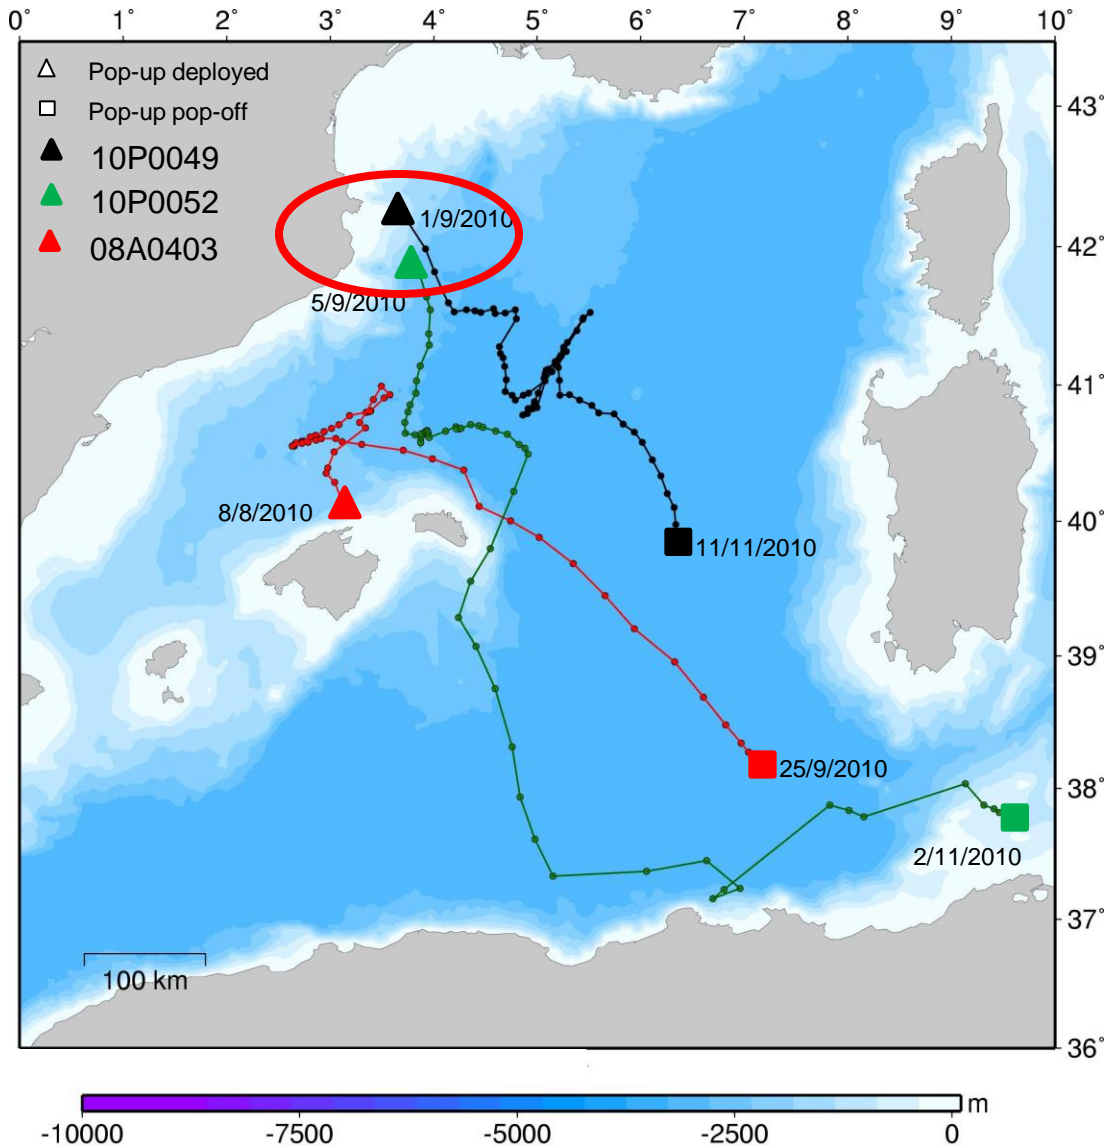 0° 1° 2° 3° 4° 5° 6° 7° 8° 9° 10°
Pop-up deployed
Pop-up pop-off
10P0049
10P0052
08A0403
43°
1/9/2010
42°
5/9/2010
41°
8/8/2010
40°
11/11/2010
39°
25/9/2010
38°
2/11/2010
37°
100 km
36°
m
-10000 -7500 -5000 -2500 0